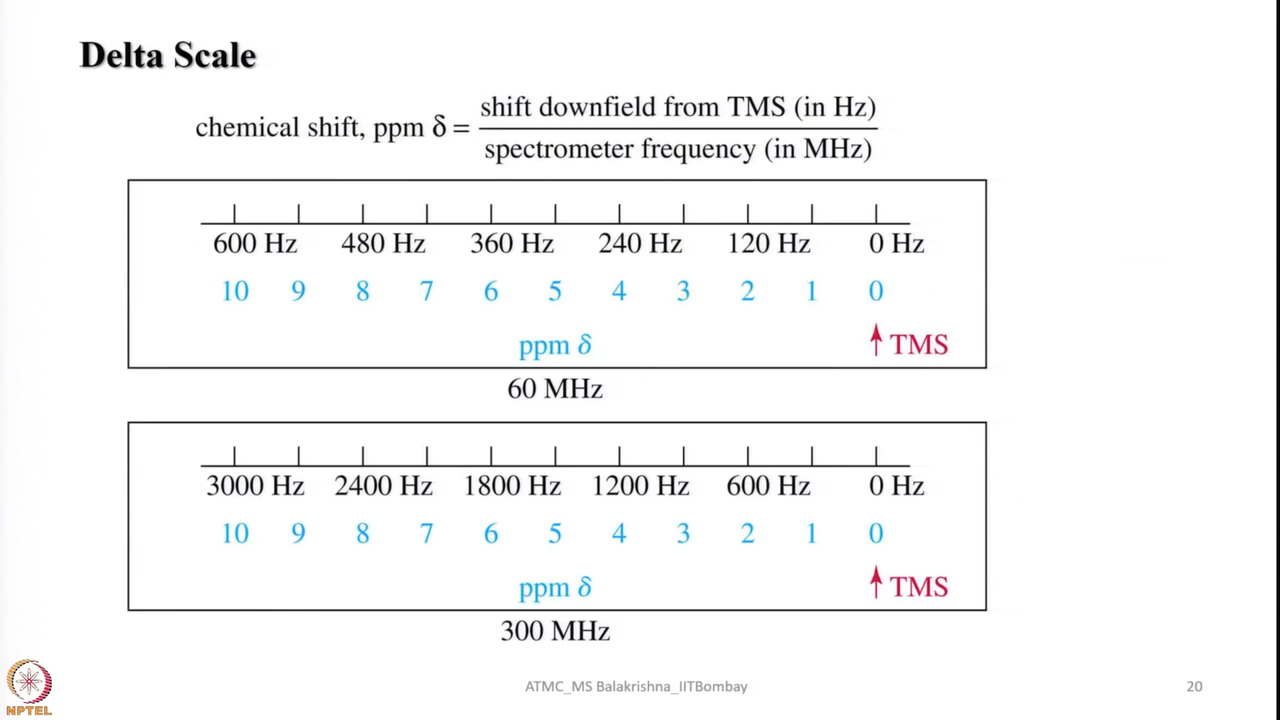 Delta Scale
chemical shift, ppm δ = shift downfield from TMS (in Hz)
spectrometer frequency (in MHz)
600 Hz 480 Hz 360 Hz 240 Hz 120 Hz 0 Hz
10 9 8 7 6 5 4 3 2 1 0
ppm δ TMS
60 MHz
3000 Hz 2400 Hz 1800 Hz 1200 Hz 600 Hz 0 Hz
10 9 8 7 6 5 4 3 2 1 0
ppm δ TMS
300 MHz
NPTEL ATMC_MS Balakrishna_IITBombay 20